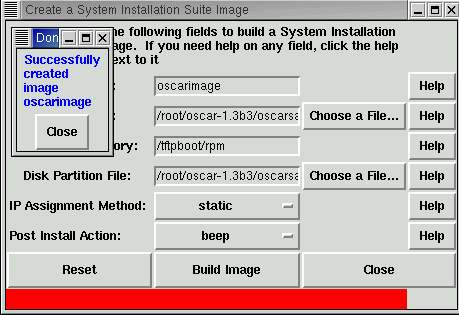 Create a System Installation Suite Image
Don
the following fields to build a System Installation
age. If you need help on any field, click the help
ext to it
Successfully
created
image
oscarimage
Close
: oscarimage Help
: /root/oscar-1.3b3/oscarsa Choose a File... Help
ory: /tftpboot/rpm Help
Disk Partition File: /root/oscar-1.3b3/oscarsa Choose a File... Help
IP Assignment Method: static Help
Post Install Action: beep Help
Reset Build Image Close